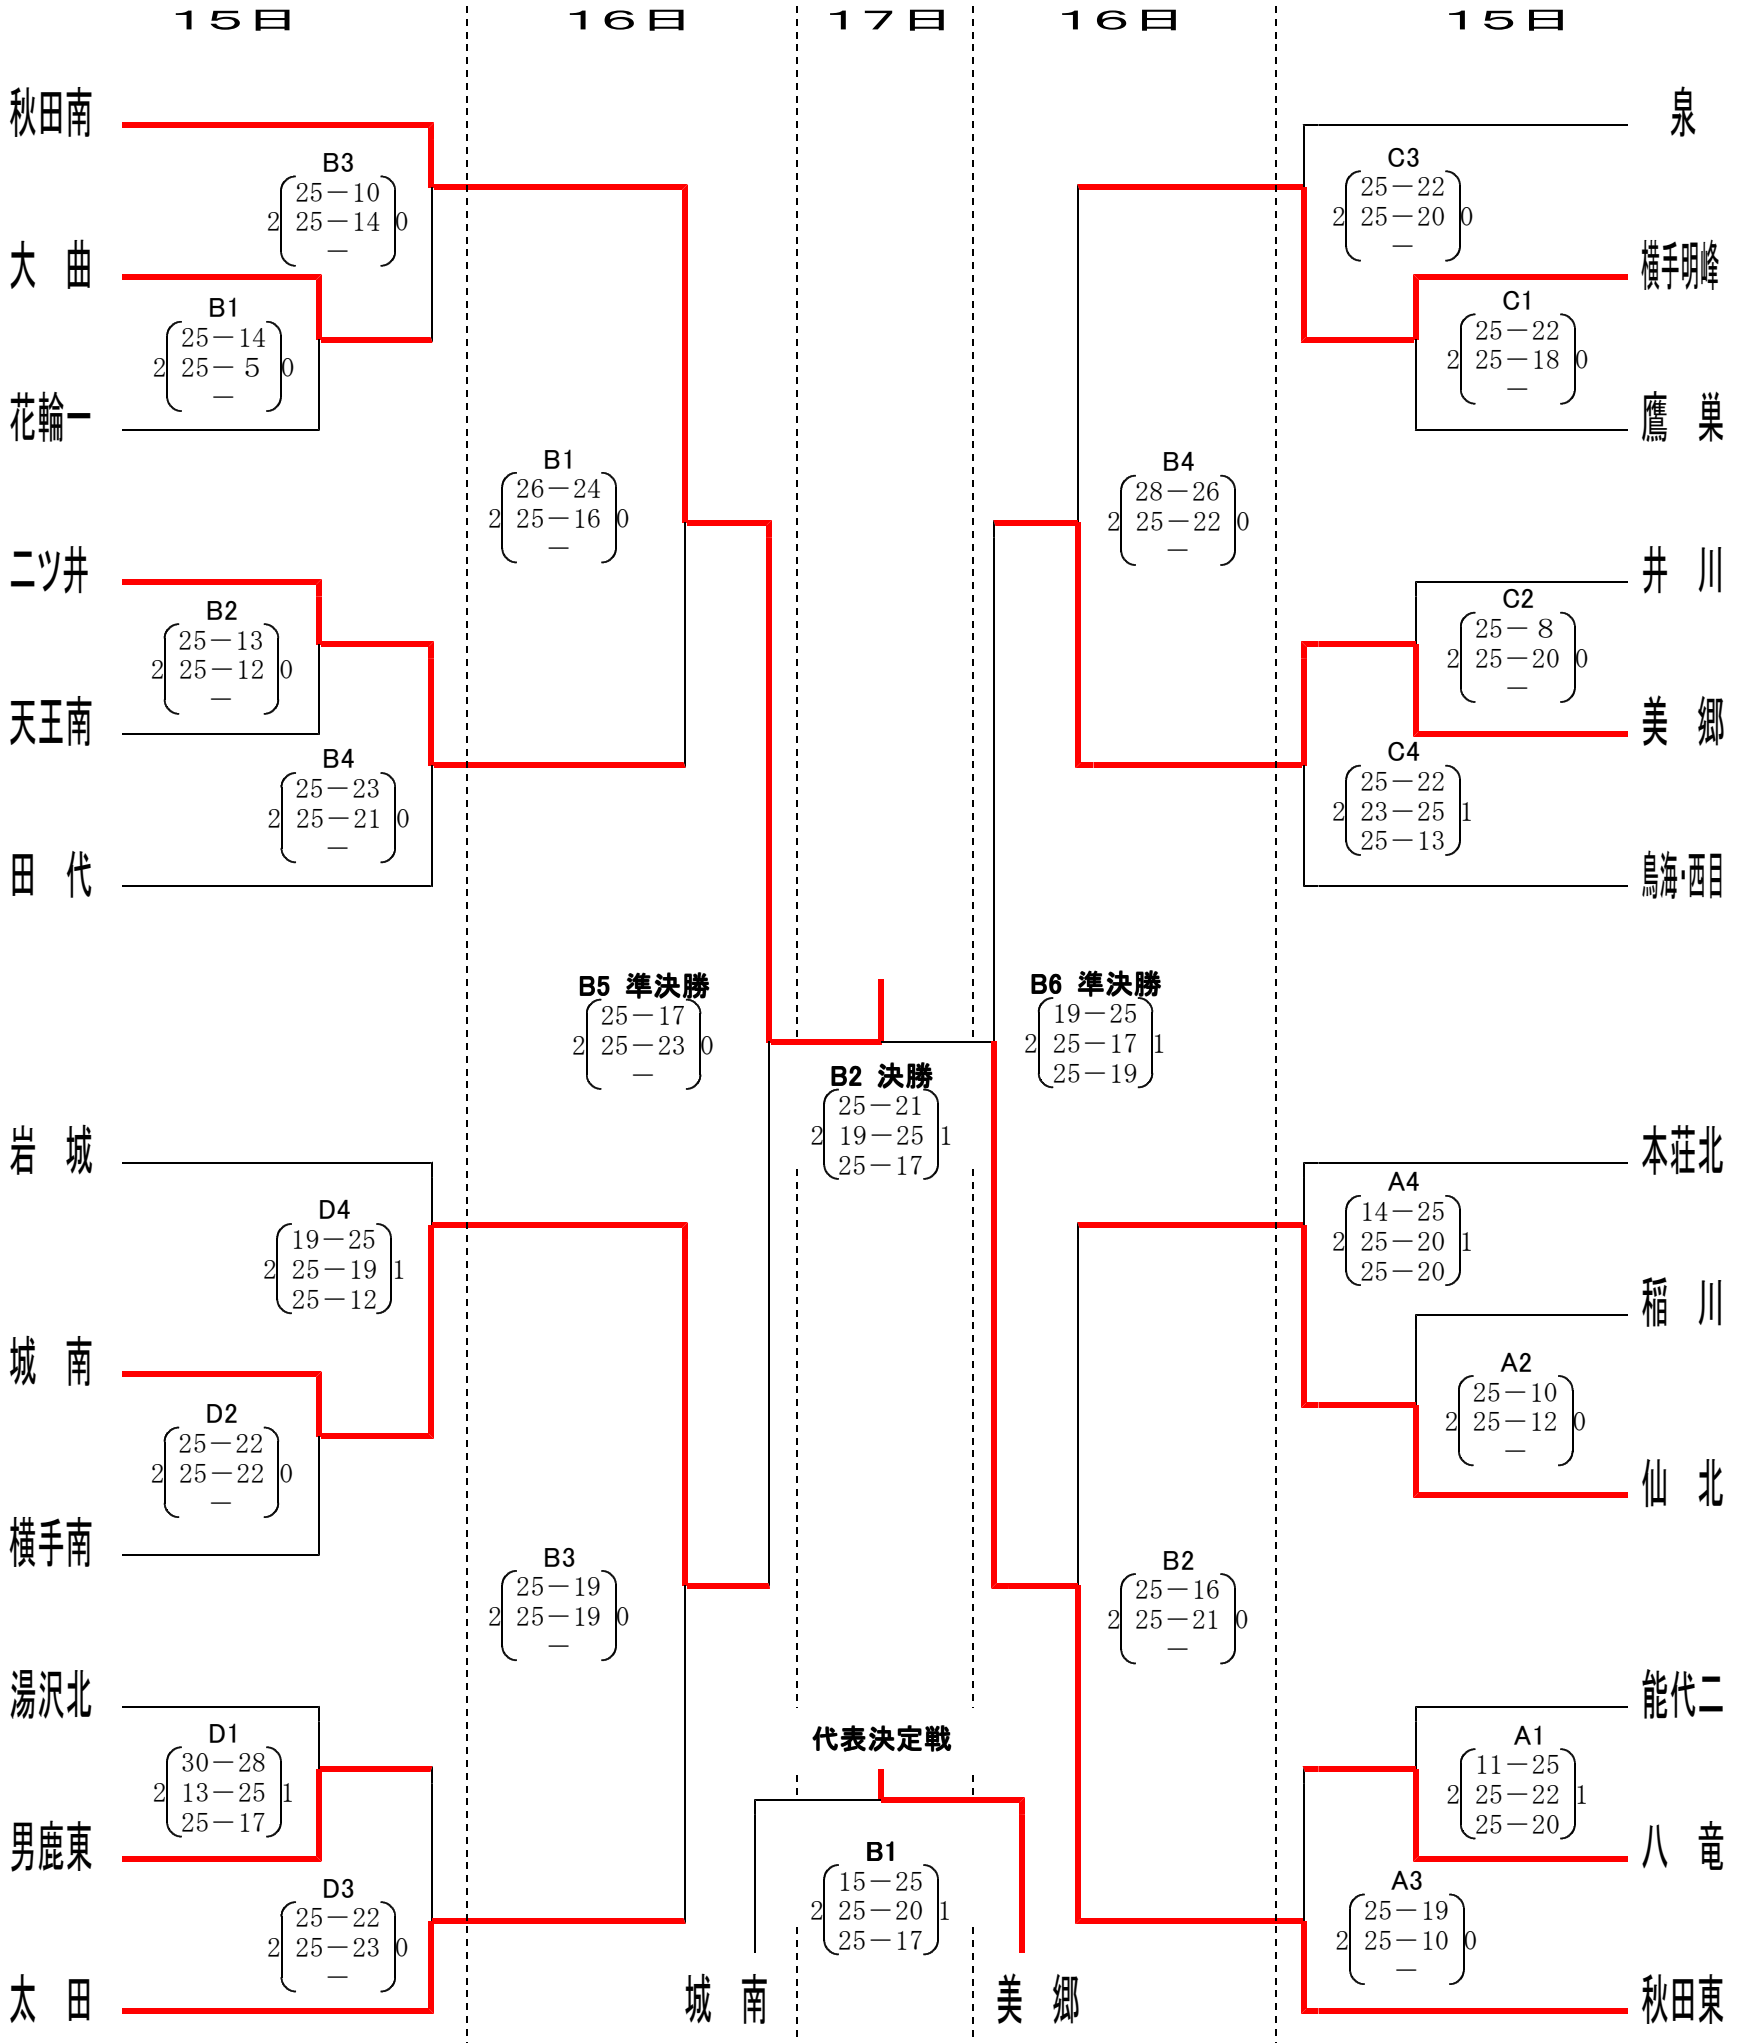 15日 16日 17日 16日 15日
秋田南
B3
25-10
2 25-14 0
-
大 曲
B1
25-14
2 25- 5 0
-
花輪一
B1
26-24
2 25-16 0
-
二ツ井
B2
25-13
2 25-12 0
-
天王南
B4
25-23
2 25-21 0
-
田 代
B5 準決勝
25-17
2 25-23 0
-
岩 城
D4
19-25
2 25-19 1
25-12
城 南
D2
25-22
2 25-22 0
-
横手南
B3
25-19
2 25-19 0
-
湯沢北
D1
30-28
2 13-25 1
25-17
男鹿東
D3
25-22
2 25-23 0
-
太 田
B2 決勝
25-21
2 19-25 1
25-17
代表決定戦
B1
15-25
2 25-20 1
25-17
城 南 美 郷
泉
C3
25-22
2 25-20 0
-
横手明峰
C1
25-22
2 25-18 0
-
鷹 巣
B4
28-26
2 25-22 0
-
井 川
C2
25- 8
2 25-20 0
-
美 郷
C4
25-22
2 23-25 1
25-13
鳥海・西目
B6 準決勝
19-25
2 25-17 1
25-19
本荘北
A4
14-25
2 25-20 1
25-20
稲 川
A2
25-10
2 25-12 0
-
仙 北
B2
25-16
2 25-21 0
-
能代二
A1
11-25
2 25-22 1
25-20
八 竜
A3
25-19
2 25-10 0
-
秋田東